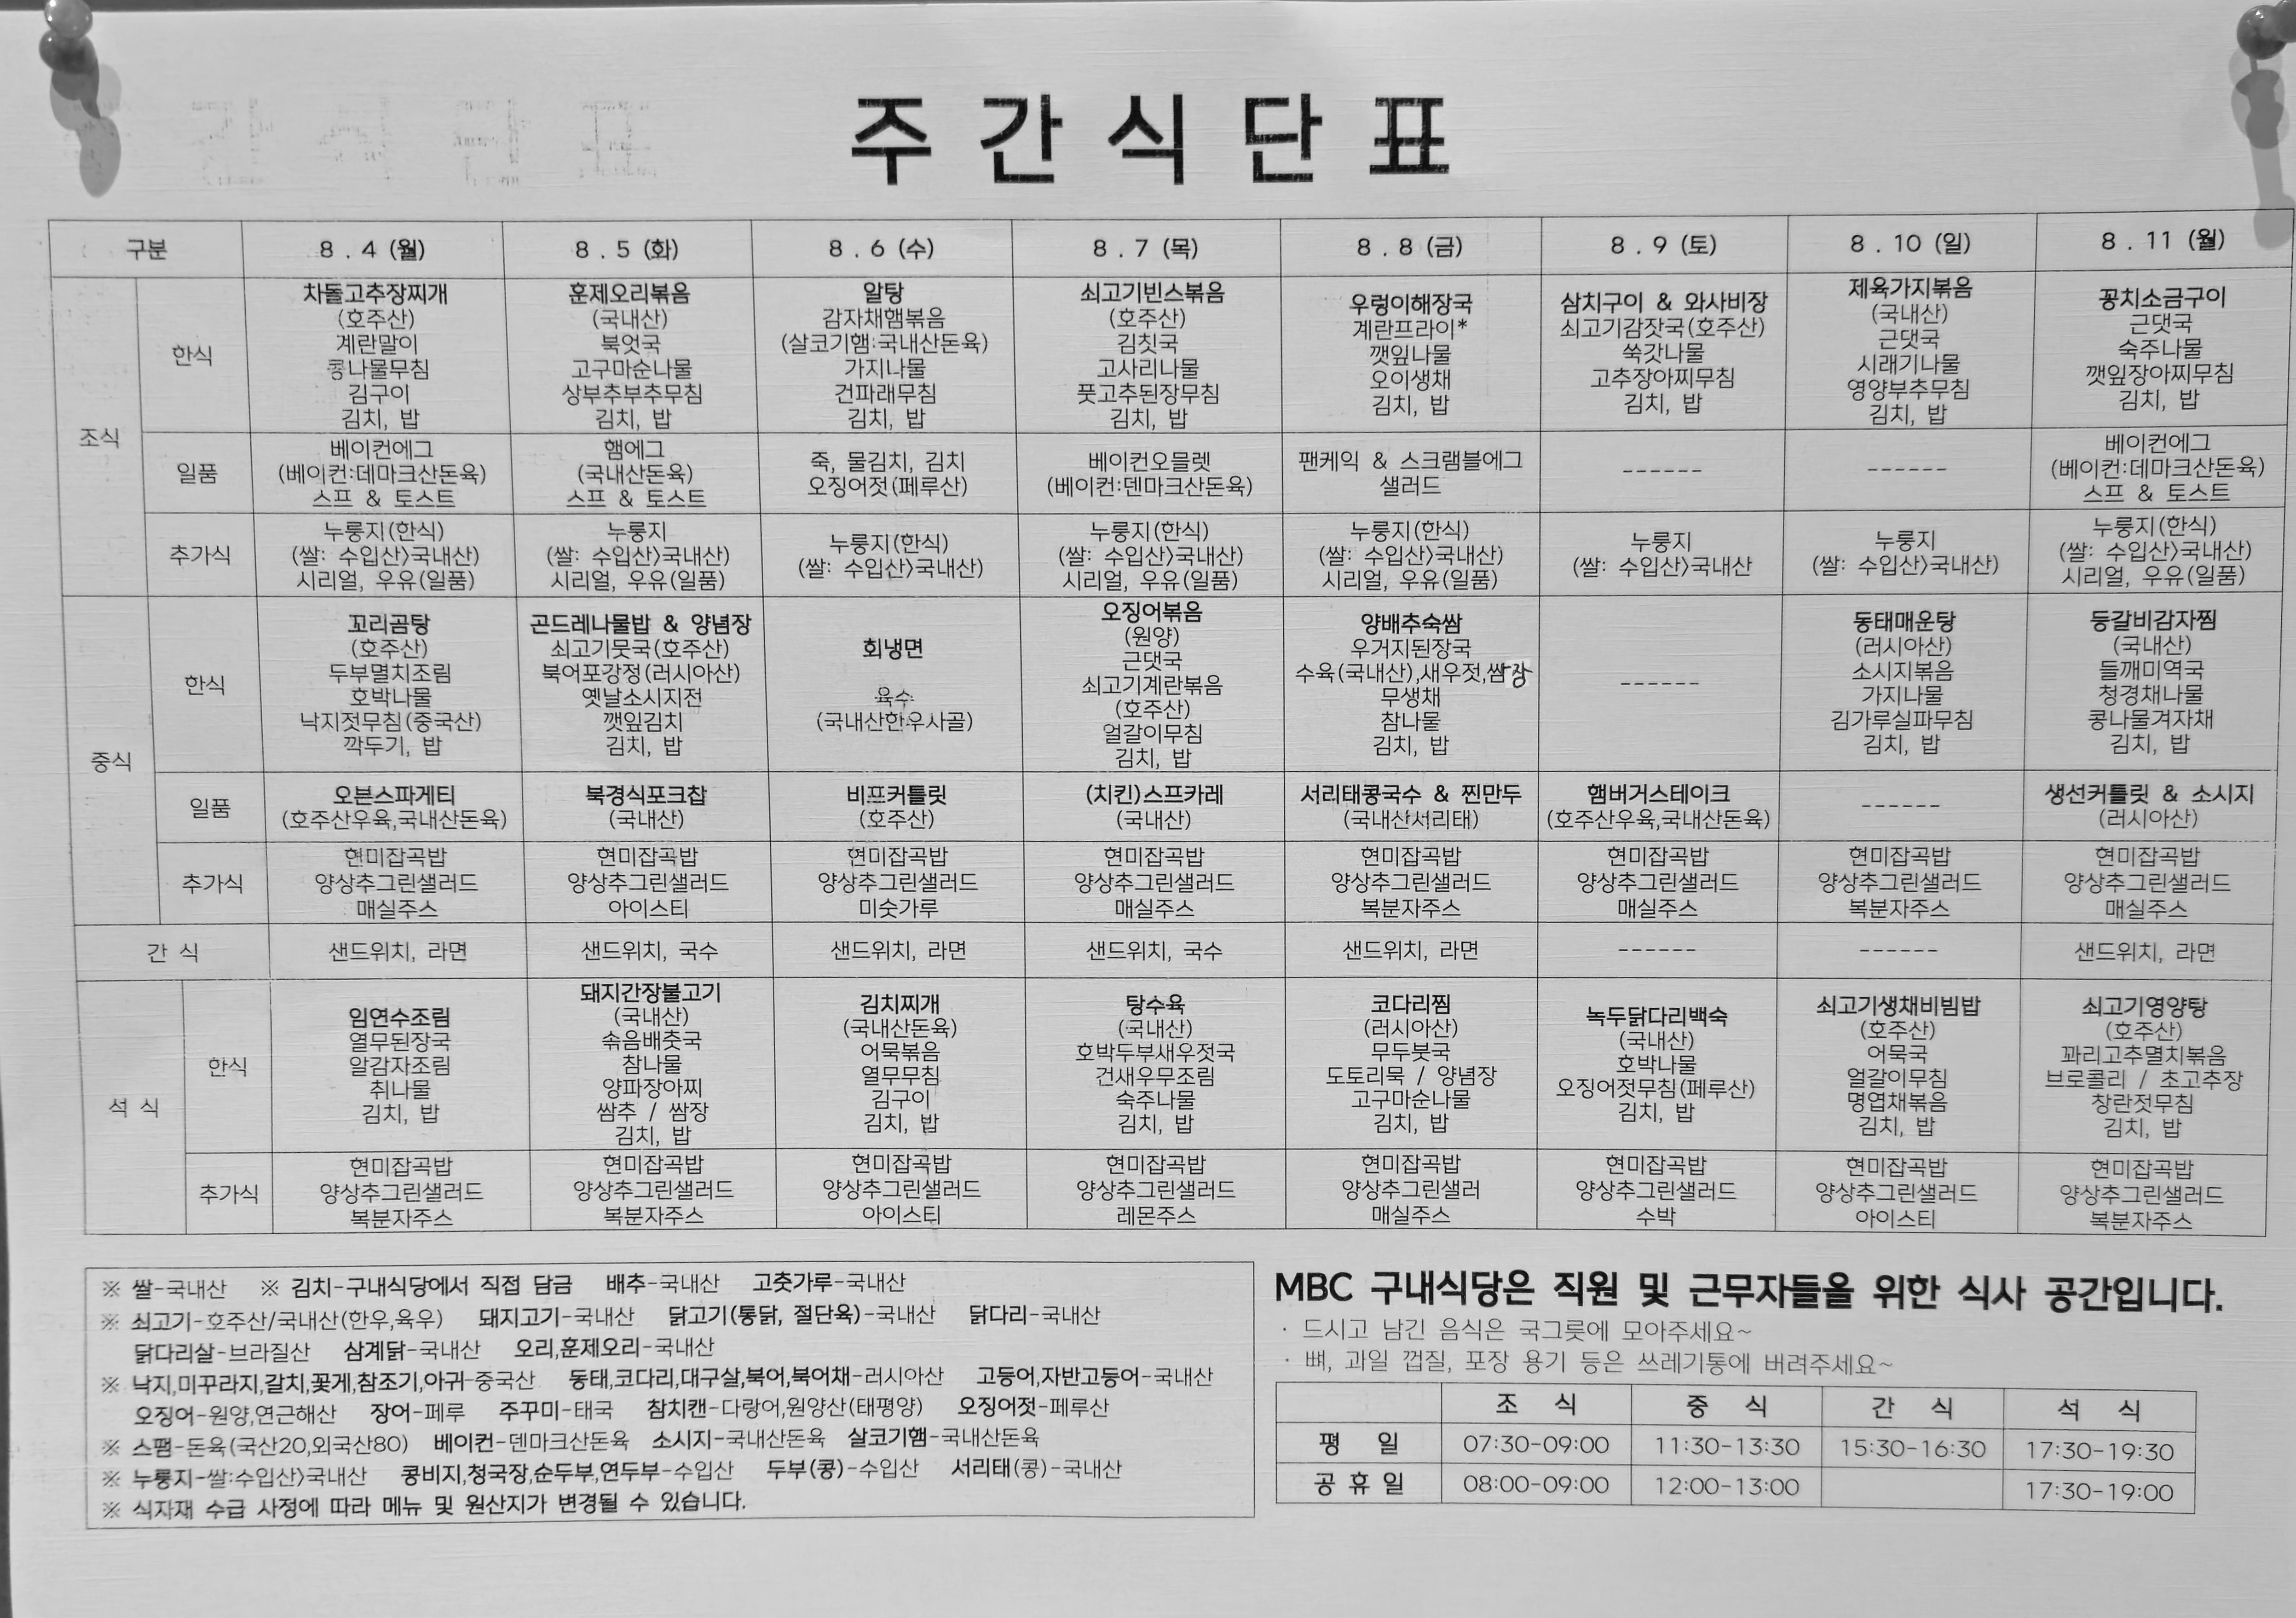 주간식단표
구분 8 . 4 (월) 8 . 5 (화) 8 . 6 (수) 8 . 7 (목) 8 . 8 (금) 8 . 9 (토) 8 . 10 (일) 8 . 11 (월)
조식
한식
차돌고추장찌개
(호주산)
계란말이
콩나물무침
김구이
김치, 밥
훈제오리볶음
(국내산)
북엇국
고구마순나물
상부추부추무침
김치, 밥
알탕
감자채햄볶음
(살코기햄:국내산돈육)
가지나물
건파래무침
김치, 밥
쇠고기빈스볶음
(호주산)
김칫국
고사리나물
풋고추된장무침
김치, 밥
우렁이해장국
계란프라이*
깻잎나물
오이생채
김치, 밥
삼치구이 & 와사비장
쇠고기감잣국(호주산)
쑥갓나물
고추장아찌무침
김치, 밥
제육가지볶음
(국내산)
근댓국
시래기나물
영양부추무침
김치, 밥
꽁치소금구이
근댓국
숙주나물
깻잎장아찌무침
김치, 밥
일품
베이컨에그
(베이컨:데마크산돈육)
스프 & 토스트
햄에그
(국내산돈육)
스프 & 토스트
죽, 물김치, 김치
오징어젓(페루산)
베이컨오믈렛
(베이컨:덴마크산돈육)
팬케익 & 스크램블에그
샐러드
------
------
베이컨에그
(베이컨:데마크산돈육)
스프 & 토스트
추가식
누룽지(한식)
(쌀: 수입산>국내산)
시리얼, 우유(일품)
누룽지
(쌀: 수입산>국내산)
시리얼, 우유(일품)
누룽지(한식)
(쌀: 수입산>국내산)
누룽지(한식)
(쌀: 수입산>국내산)
시리얼, 우유(일품)
누룽지(한식)
(쌀: 수입산>국내산)
시리얼, 우유(일품)
누룽지
(쌀: 수입산>국내산
누룽지
(쌀: 수입산>국내산)
누룽지(한식)
(쌀: 수입산>국내산)
시리얼, 우유(일품)
중식
한식
꼬리곰탕
(호주산)
두부멸치조림
호박나물
낙지젓무침(중국산)
깍두기, 밥
곤드레나물밥 & 양념장
쇠고기뭇국(호주산)
북어포강정(러시아산)
옛날소시지전
깻잎김치
김치, 밥
회냉면
육수
(국내산한우사골)
오징어볶음
(원양)
근댓국
쇠고기계란볶음
(호주산)
얼갈이무침
김치, 밥
양배추숙쌈
우거지된장국
수육(국내산),새우젓,쌈장
무생채
참나물
김치, 밥
------
동태매운탕
(러시아산)
소시지볶음
가지나물
김가루실파무침
김치, 밥
등갈비감자찜
(국내산)
들깨미역국
청경채나물
콩나물겨자채
김치, 밥
일품
오븐스파게티
(호주산우육,국내산돈육)
북경식포크찹
(국내산)
비프커틀릿
(호주산)
(치킨)스프카레
(국내산)
서리태콩국수 & 찐만두
(국내산서리태)
햄버거스테이크
(호주산우육,국내산돈육)
------
생선커틀릿 & 소시지
(러시아산)
추가식
현미잡곡밥
양상추그린샐러드
매실주스
현미잡곡밥
양상추그린샐러드
아이스티
현미잡곡밥
양상추그린샐러드
미숫가루
현미잡곡밥
양상추그린샐러드
매실주스
현미잡곡밥
양상추그린샐러드
복분자주스
현미잡곡밥
양상추그린샐러드
매실주스
현미잡곡밥
양상추그린샐러드
복분자주스
현미잡곡밥
양상추그린샐러드
매실주스
간 식 샌드위치, 라면 샌드위치, 국수 샌드위치, 라면 샌드위치, 국수 샌드위치, 라면 ------ ------ 샌드위치, 라면
석 식
한식
임연수조림
열무된장국
알감자조림
취나물
김치, 밥
돼지간장불고기
(국내산)
솎음배춧국
참나물
양파장아찌
쌈추 / 쌈장
김치, 밥
김치찌개
(국내산돈육)
어묵볶음
열무무침
김구이
김치, 밥
탕수육
(국내산)
호박두부새우젓국
건새우무조림
숙주나물
김치, 밥
코다리찜
(러시아산)
무두붓국
도토리묵 / 양념장
고구마순나물
김치, 밥
녹두닭다리백숙
(국내산)
호박나물
오징어젓무침(페루산)
김치, 밥
쇠고기생채비빔밥
(호주산)
어묵국
얼갈이무침
명엽채볶음
김치, 밥
쇠고기영양탕
(호주산)
꽈리고추멸치볶음
브로콜리 / 초고추장
창란젓무침
김치, 밥
추가식
현미잡곡밥
양상추그린샐러드
복분자주스
현미잡곡밥
양상추그린샐러드
복분자주스
현미잡곡밥
양상추그린샐러드
아이스티
현미잡곡밥
양상추그린샐러드
레몬주스
현미잡곡밥
양상추그린샐러
매실주스
현미잡곡밥
양상추그린샐러드
수박
현미잡곡밥
양상추그린샐러드
아이스티
현미잡곡밥
양상추그린샐러드
복분자주스
※ 쌀-국내산 ※ 김치-구내식당에서 직접 담금 배추-국내산 고춧가루-국내산
※ 쇠고기-호주산/국내산(한우,육우) 돼지고기-국내산 닭고기(통닭, 절단육)-국내산 닭다리-국내산
닭다리살-브라질산 삼계닭-국내산 오리,훈제오리-국내산
※ 낙지,미꾸라지,갈치,꽃게,참조기,아귀-중국산 동태,코다리,대구살,북어,북어채-러시아산 고등어,자반고등어-국내산
오징어-원양,연근해산 장어-페루 주꾸미-태국 참치캔-다랑어,원양산(태평양) 오징어젓-페루산
※ 스팸-돈육(국산20,외국산80) 베이컨-덴마크산돈육 소시지-국내산돈육 살코기햄-국내산돈육
※ 누룽지-쌀:수입산>국내산 콩비지,청국장,순두부,연두부-수입산 두부(콩)-수입산 서리태(콩)-국내산
※ 식자재 수급 사정에 따라 메뉴 및 원산지가 변경될 수 있습니다.
MBC 구내식당은 직원 및 근무자들을 위한 식사 공간입니다.
· 드시고 남긴 음식은 국그릇에 모아주세요~
· 뼈, 과일 껍질, 포장 용기 등은 쓰레기통에 버려주세요~
조 식 중 식 간 식 석 식
평 일 07:30-09:00 11:30-13:30 15:30-16:30 17:30-19:30
공 휴 일 08:00-09:00 12:00-13:00 17:30-19:00